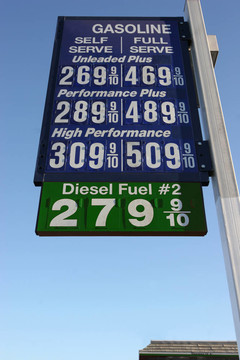 GASOLINE
SELF FULL
SERVE SERVE
Unleaded Plus
269 9/10 469 9/10
Performance Plus
289 9/10 489 9/10
High Performance
309 9/10 509 9/10
Diesel Fuel #2
279 9/10